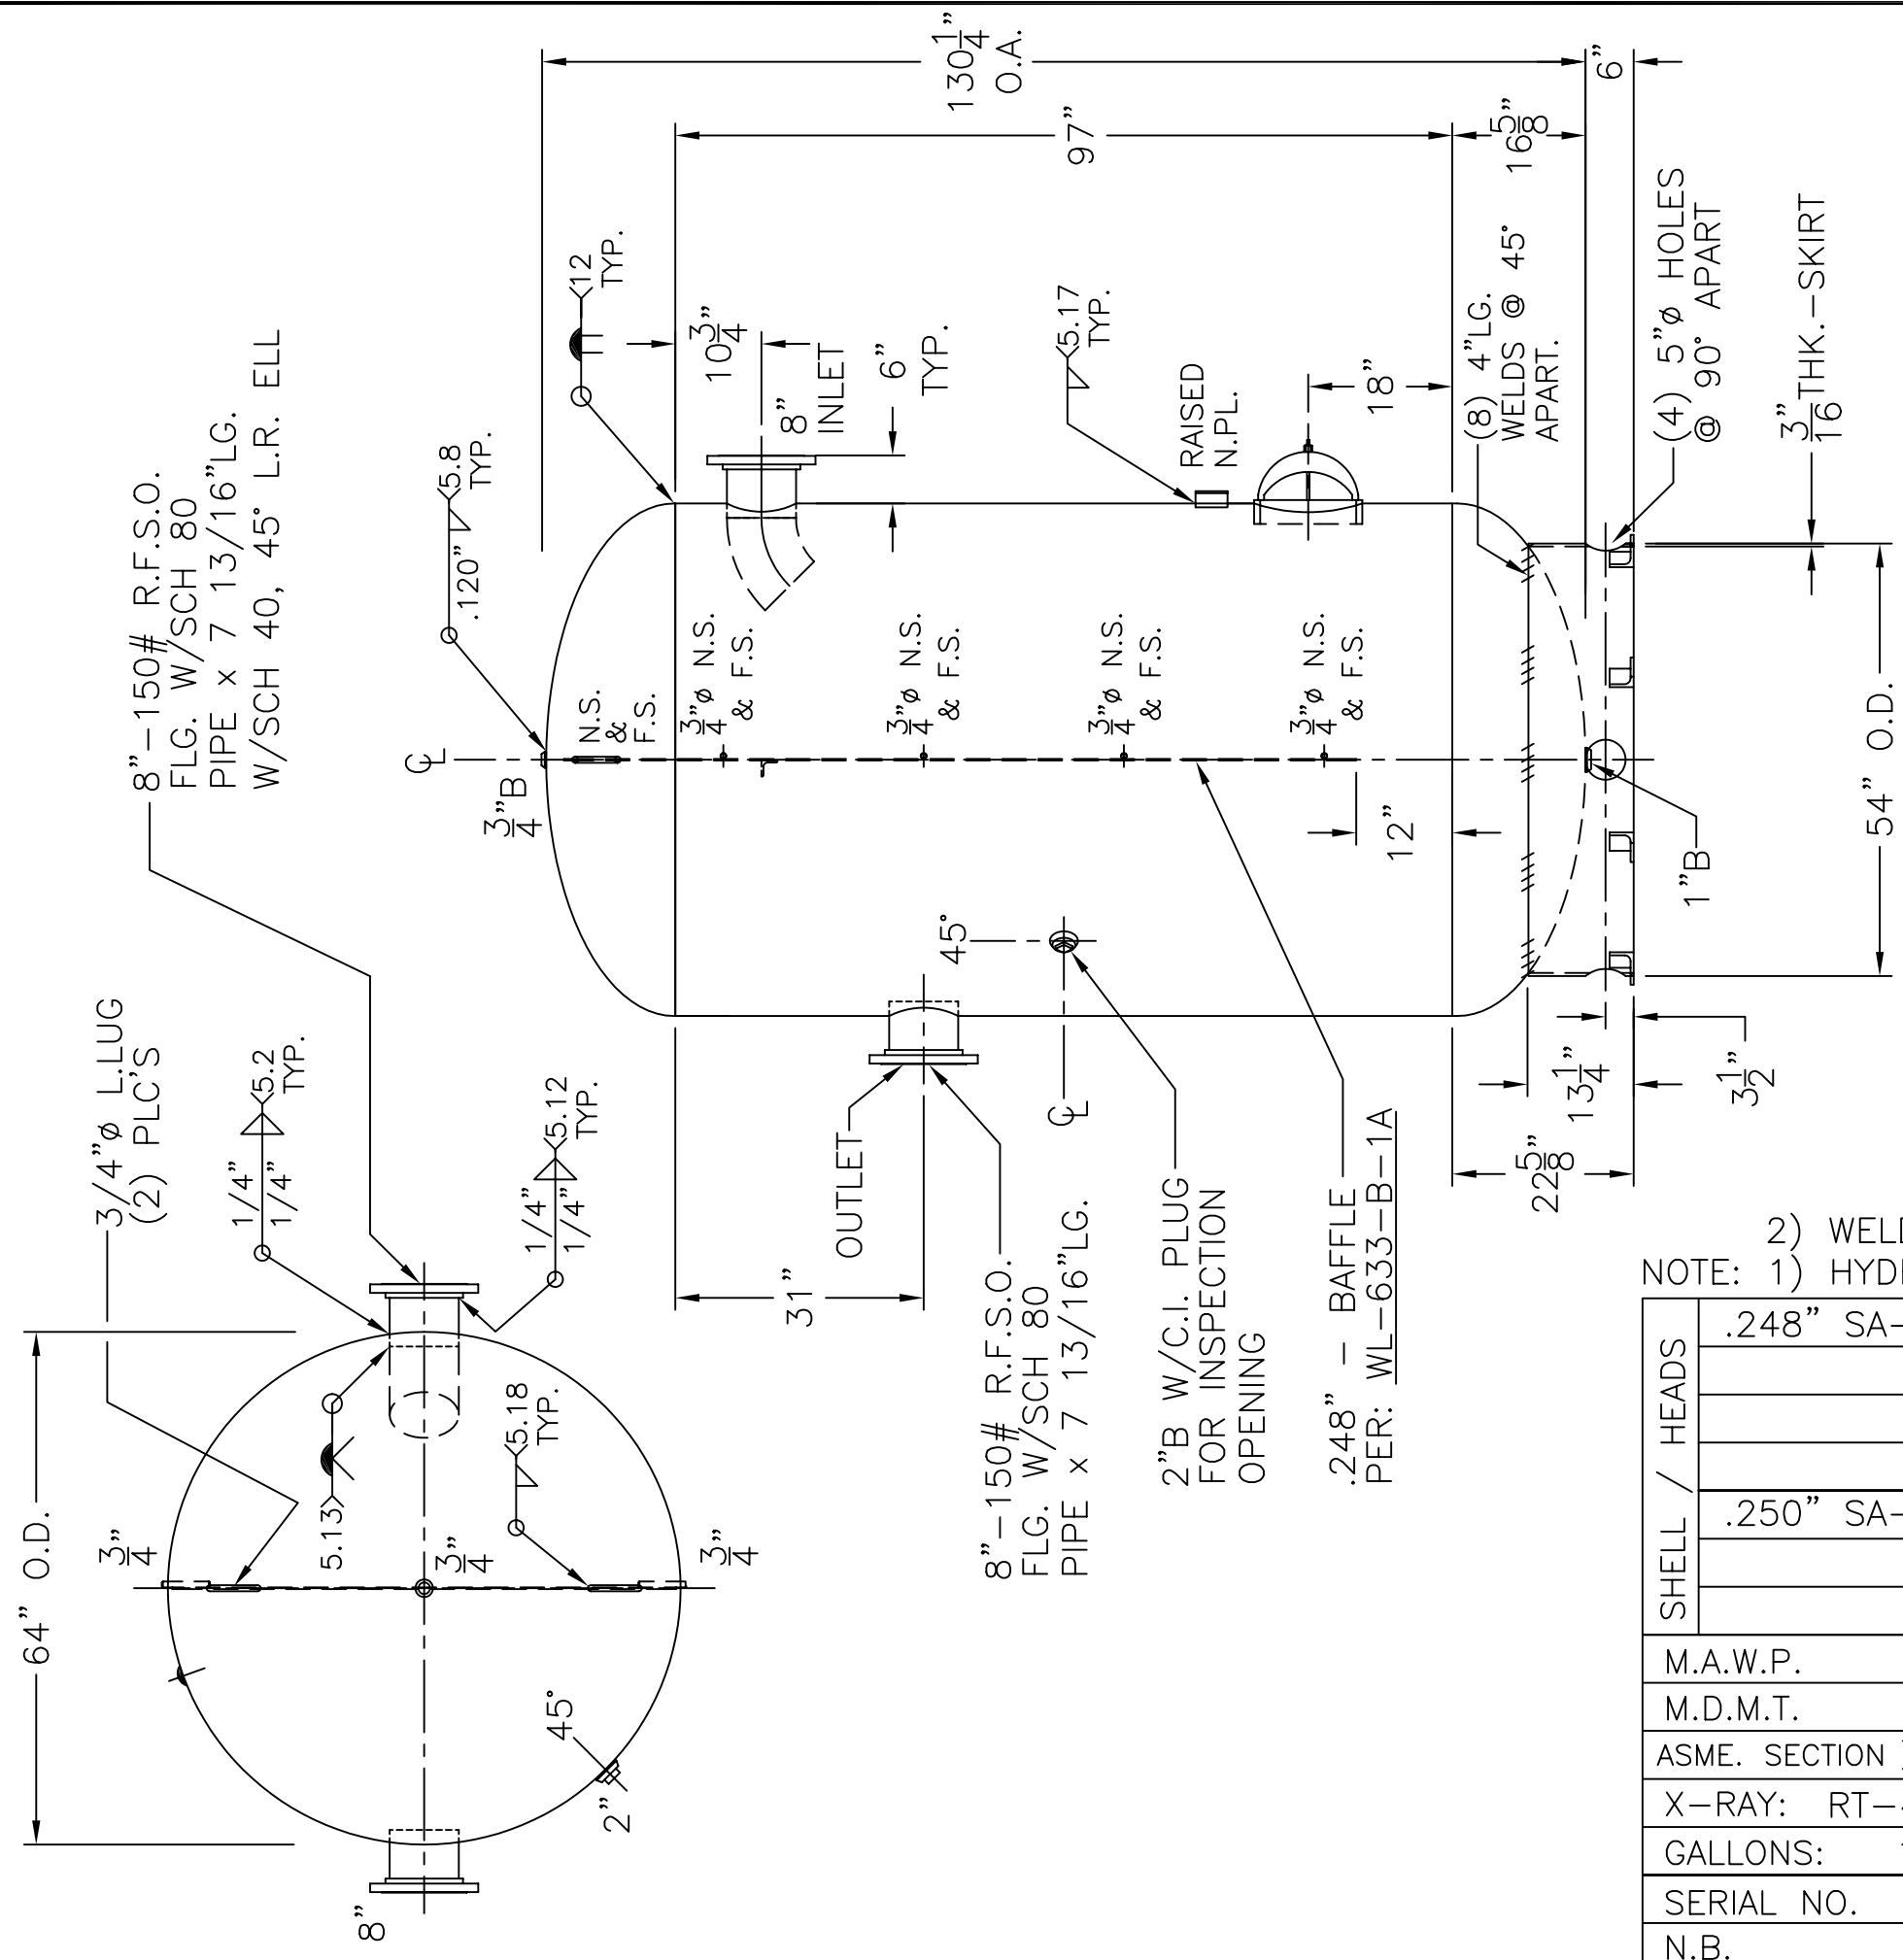 130 1/4"
O.A.
6"
97"
16 5/8"
12
TYP.
10 3/4"
8"
INLET
6"
TYP.
5.17
TYP.
RAISED
N.PL.
18"
(8) 4"LG.
WELDS @ 45°
APART.
(4) 5"ø HOLES
@ 90° APART
3/16" THK.-SKIRT
5.8
TYP.
.120"
8"-150# R.F.S.O.
FLG. W/SCH 80
PIPE x 7 13/16"LG.
W/SCH 40, 45° L.R. ELL
N.S.
&
F.S.
3/4"ø N.S.
& F.S.
3/4"ø N.S.
& F.S.
3/4"ø N.S.
& F.S.
3/4"ø N.S.
& F.S.
℄
3/4"B
12"
1"B
54" O.D.
45°
℄
3/4"ø L.LUG
(2) PLC'S
5.2
TYP.
1/4"
1/4"
5.12
TYP.
1/4"
1/4"
OUTLET
31"
13 1/4"
3 1/2"
22 5/8"
8"-150# R.F.S.O.
FLG. W/SCH 80
PIPE x 7 13/16"LG.
2"B W/C.I. PLUG
FOR INSPECTION
OPENING
.248" - BAFFLE
PER: WL-633-B-1A
64" O.D.
3/4"
5.13
3/4"
5.18
TYP.
3/4"
45°
2"
8"
2) WELD
NOTE: 1) HYD
SHELL / HEADS
.248" SA-
.250" SA-
M.A.W.P.
M.D.M.T.
ASME. SECTION
X-RAY: RT-
GALLONS:
SERIAL NO.
N.B.